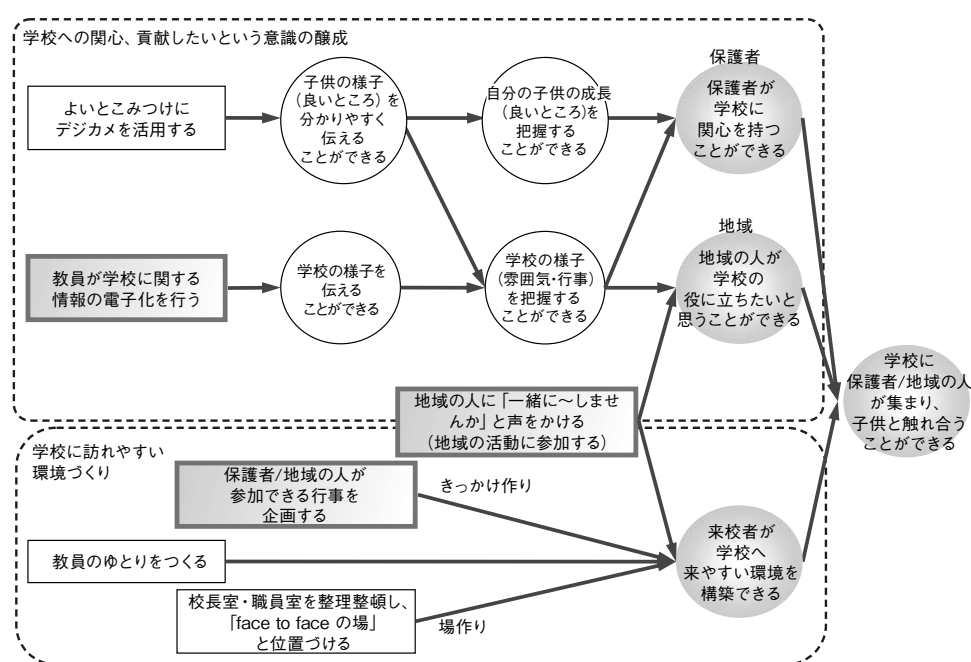 学校への関心、貢献したいという意識の醸成
よいとこみつけに
デジカメを活用する
子供の様子
(良いところ)を
分かりやすく
伝える
ことができる
自分の子供の成長
(良いところ)を
把握する
ことができる
保護者
保護者が
学校に
関心を持つ
ことができる
教員が学校に関する
情報の電子化を行う
学校の様子を
伝える
ことができる
学校の様子
(雰囲気・行事)
を把握する
ことができる
地域
地域の人が
学校の
役に立ちたいと
思うことができる
学校に
保護者/地域の人
が集まり、
子供と触れ合う
ことができる
地域の人に「一緒に〜しませ
んか」と声をかける
(地域の活動に参加する)
学校に訪れやすい
環境づくり
保護者/地域の人が
参加できる行事を
企画する
きっかけ作り
教員のゆとりをつくる
校長室・職員室を整理整頓し、
「face to face の場」
と位置づける
場作り
来校者が
学校へ
来やすい環境を
構築できる